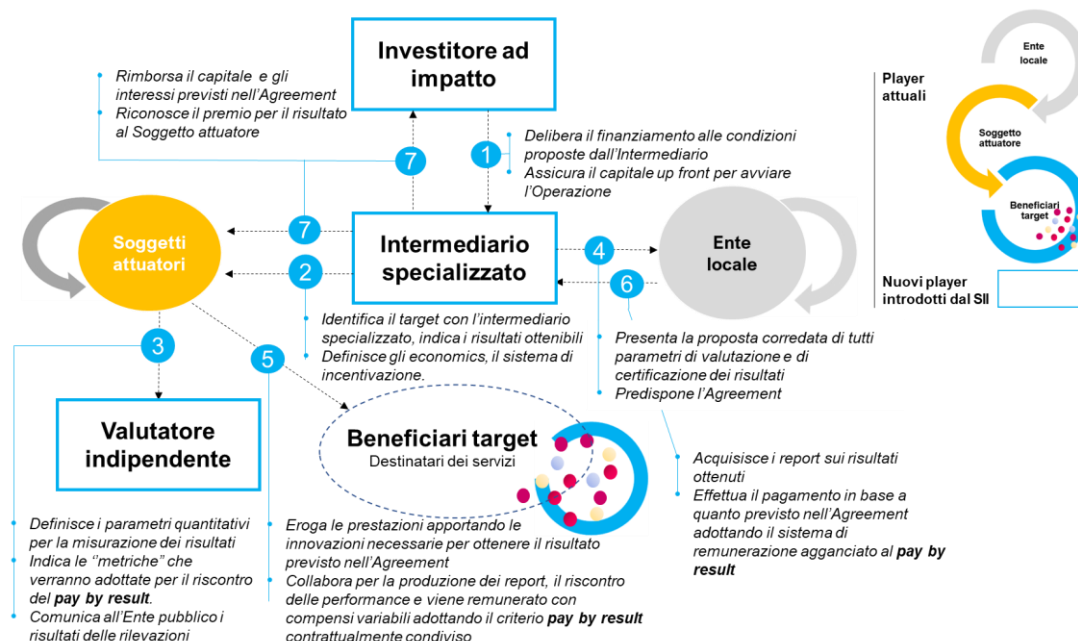 Investitore ad
impatto
Rimborsa il capitale e gli
interessi previsti nell'Agreement
Riconosce il premio per il risultato
al Soggetto attuatore
7
1
Delibera il finanziamento alle condizioni
proposte dall'Intermediario
Assicura il capitale up front per avviare
l'Operazione
Soggetti
attuatori
7
2
Intermediario
specializzato
4
6
Ente
locale
Identifica il target con l'intermediario
specializzato, indica i risultati ottenibili
Definisce gli economics, il sistema di
incentivazione.
Presenta la proposta corredata di tutti
parametri di valutazione e di
certificazione dei risultati
Predispone l'Agreement
3
5
Valutatore
indipendente
Beneficiari target
Destinatari dei servizi
Acquisisce i report sui risultati
ottenuti
Effettua il pagamento in base a
quanto previsto nell'Agreement
adottando il sistema di
remunerazione agganciato al pay by
result
Definisce i parametri quantitativi
per la misurazione dei risultati
Indica le ‘'metriche’' che
verranno adottate per il riscontro
del pay by result.
Comunica all'Ente pubblico i
risultati delle rilevazioni
Eroga le prestazioni apportando le
innovazioni necessarie per ottenere il risultato
previsto nell'Agreement
Collabora per la produzione dei report, il riscontro
delle performance e viene remunerato con
compensi variabili adottando il criterio pay by result
contrattualmente condiviso
Player
attuali
Ente
locale
Soggetto
attuatore
Beneficiari
target
Nuovi player
introdotti dal SII